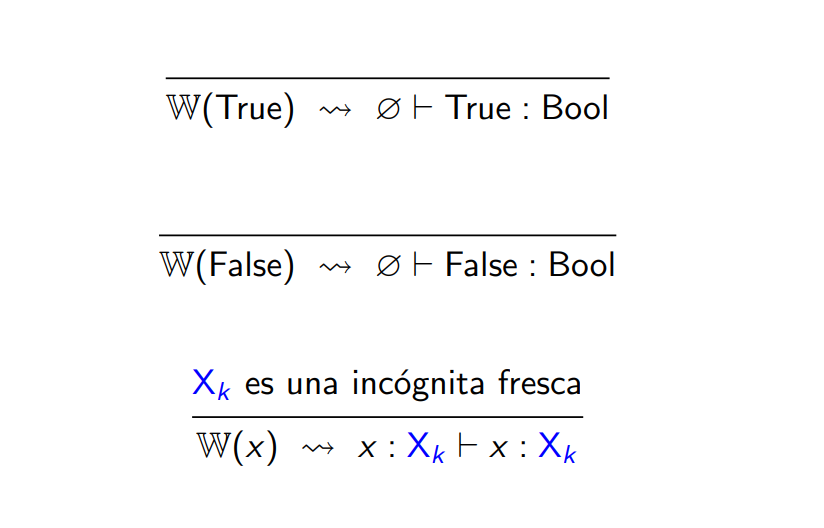 𝕎(True) ⇝ ∅ ⊢ True : Bool
𝕎(False) ⇝ ∅ ⊢ False : Bool
Xₖ es una incógnita fresca
𝕎(x) ⇝ x : Xₖ ⊢ x : Xₖ